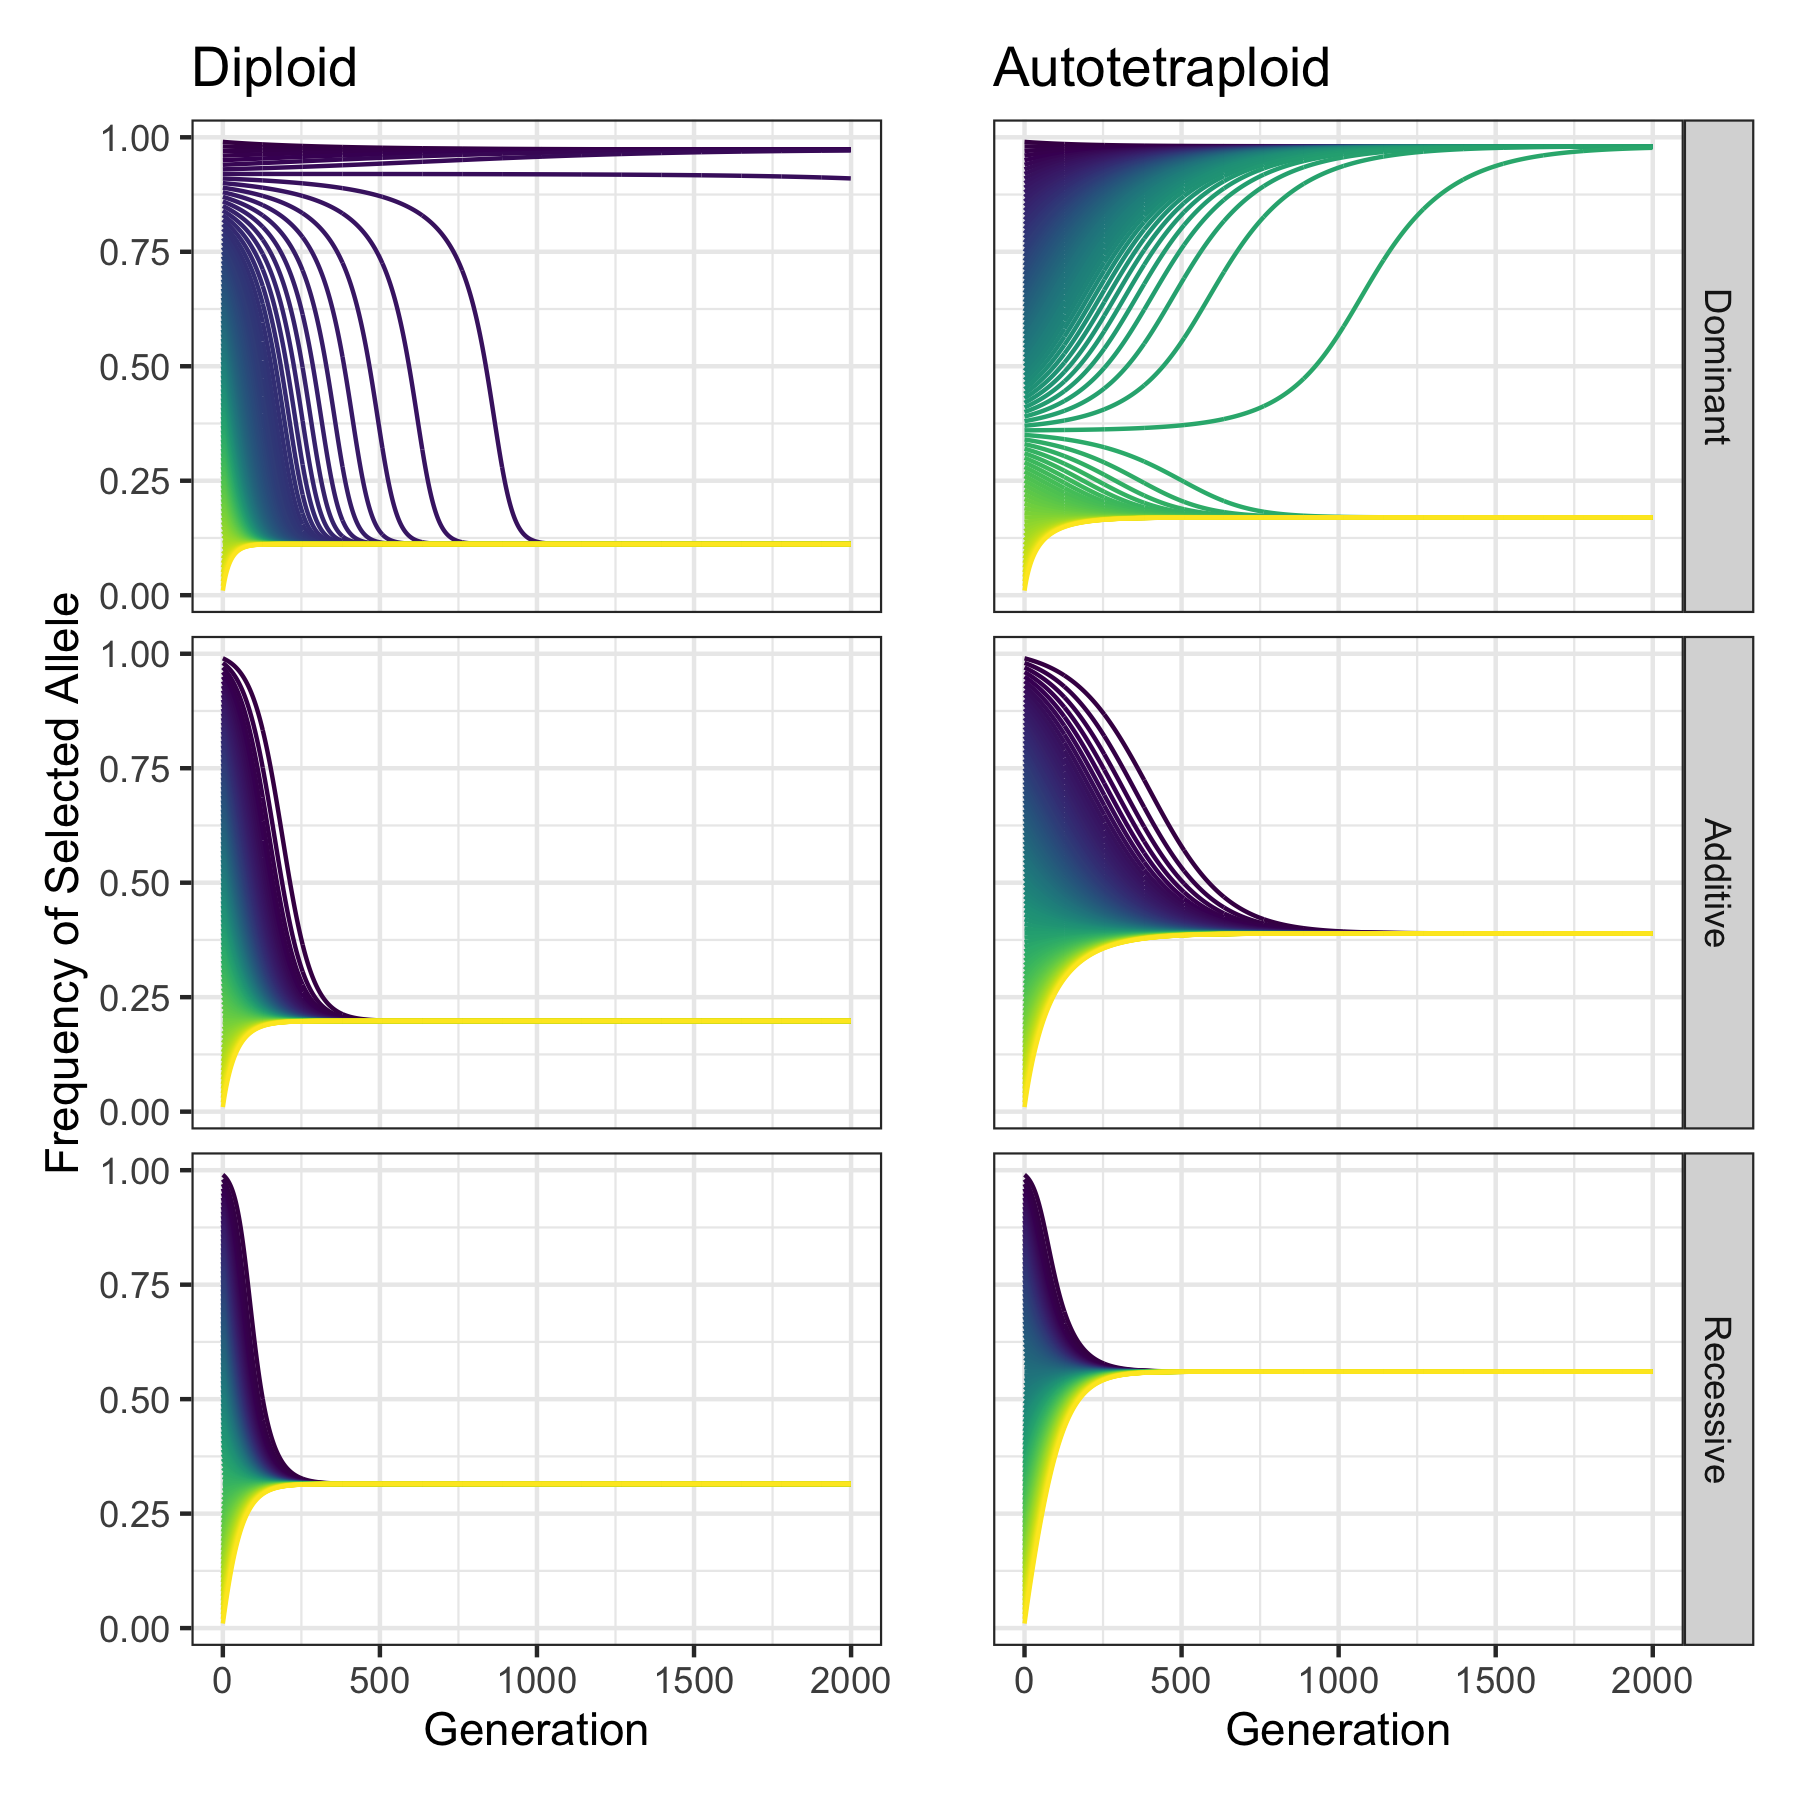 Diploid
Autotetraploid
Frequency of Selected Allele
1.00
0.75
0.50
0.25
0.00
Dominant
1.00
0.75
0.50
0.25
0.00
Additive
1.00
0.75
0.50
0.25
0.00
Recessive
0 500 1000 1500 2000
0 500 1000 1500 2000
Generation
Generation